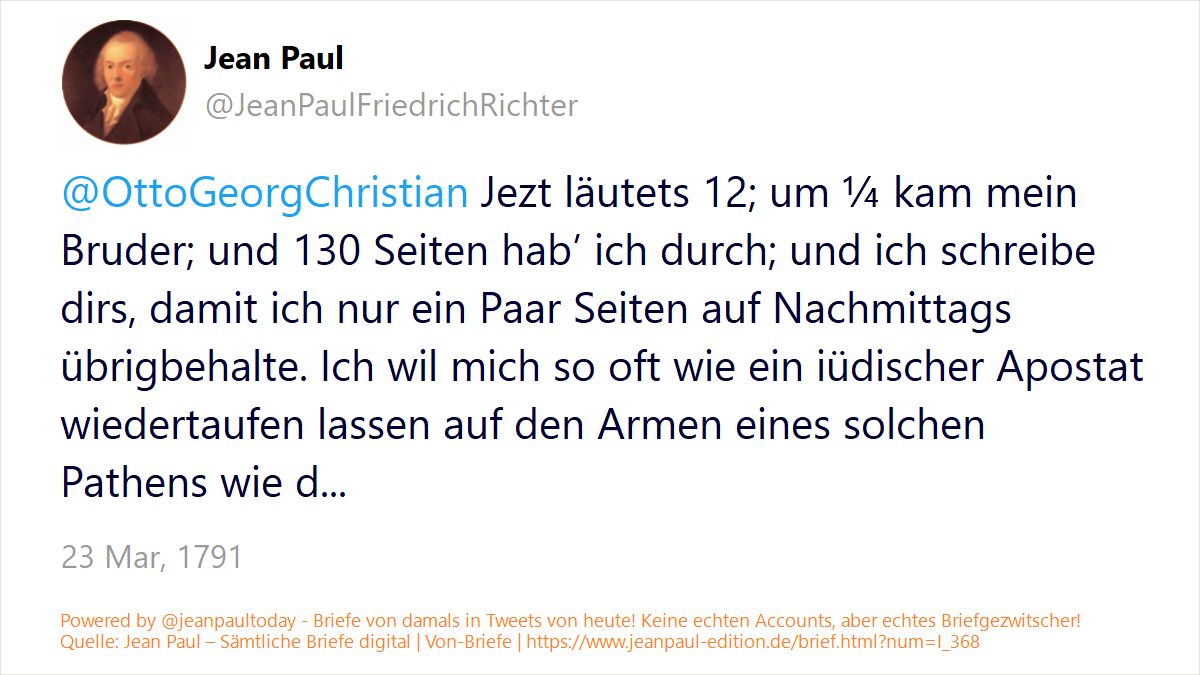 Jean Paul
@JeanPaulFriedrichRichter
@OttoGeorgChristian Jezt läutets 12; um ¼ kam mein
Bruder; und 130 Seiten hab’ ich durch; und ich schreibe
dirs, damit ich nur ein Paar Seiten auf Nachmittags
übrigbehalte. Ich wil mich so oft wie ein iüdischer Apostat
wiedertaufen lassen auf den Armen eines solchen
Pathens wie d...
23 Mar, 1791
Powered by @jeanpaultoday - Briefe von damals in Tweets von heute! Keine echten Accounts, aber echtes Briefgezwitscher!
Quelle: Jean Paul – Sämtliche Briefe digital | Von-Briefe | https://www.jeanpaul-edition.de/brief.html?num=I_368